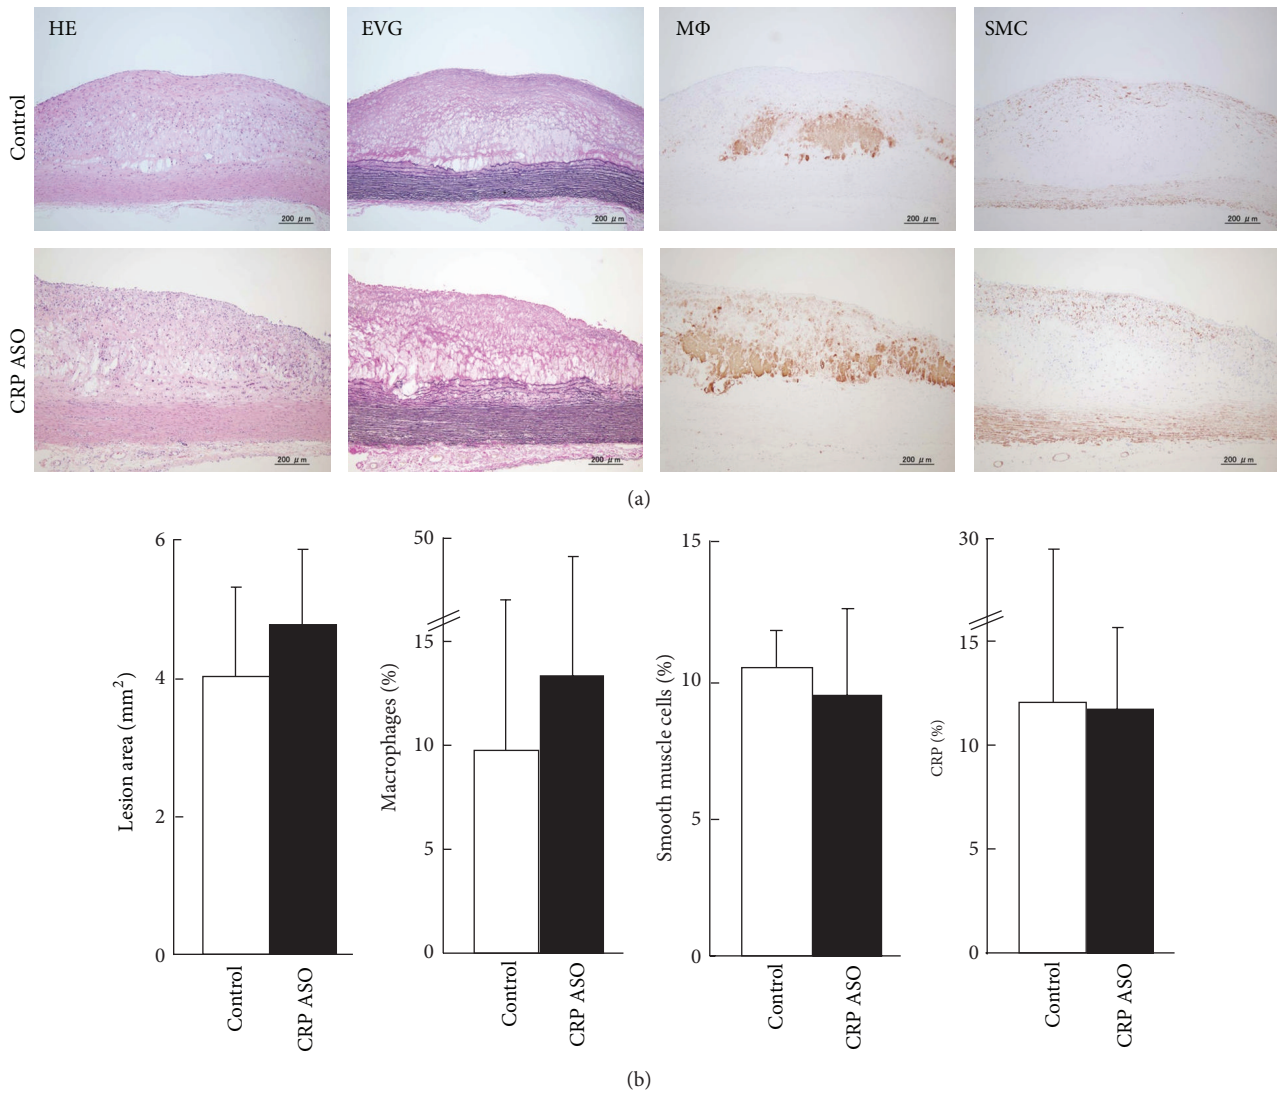 HE
EVG
MΦ
SMC
Control
200 μm
200 μm
200 μm
200 μm
CRP ASO
200 μm
200 μm
200 μm
200 μm
(a)
Lesion area (mm²)
6
4
2
0
Control
CRP ASO
Macrophages (%)
50
15
10
5
0
Control
CRP ASO
Smooth muscle cells (%)
15
10
5
0
Control
CRP ASO
CRP (%)
30
15
10
5
0
Control
CRP ASO
(b)